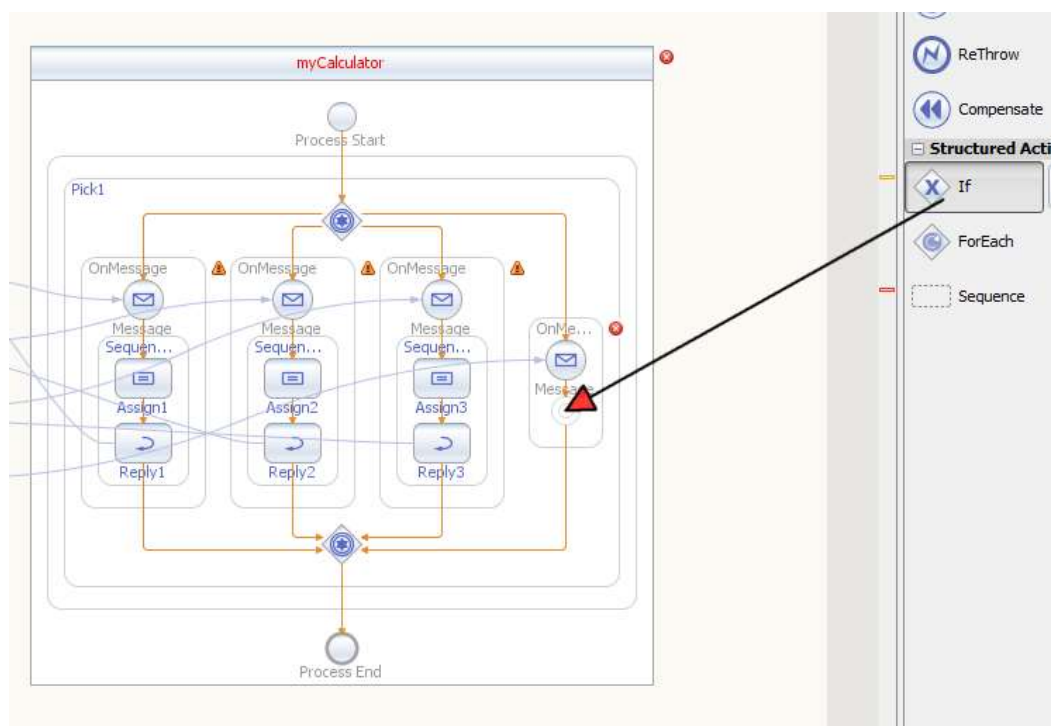 myCalculator
Process Start
Pick1
OnMessage
OnMessage
OnMessage
OnMe...
Message
Message
Message
Message
Sequen...
Sequen...
Sequen...
Assign1
Assign2
Assign3
Reply1
Reply2
Reply3
Process End
ReThrow
Compensate
Structured Acti
If
ForEach
Sequence